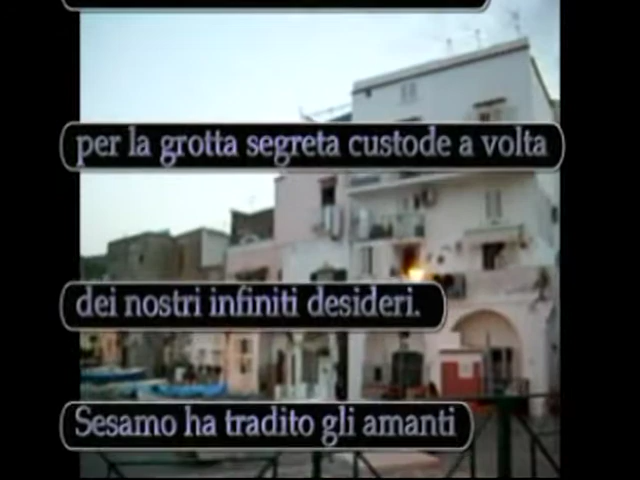 per la grotta segreta custode a volta
dei nostri infiniti desideri.
Sesamo ha tradito gli amanti